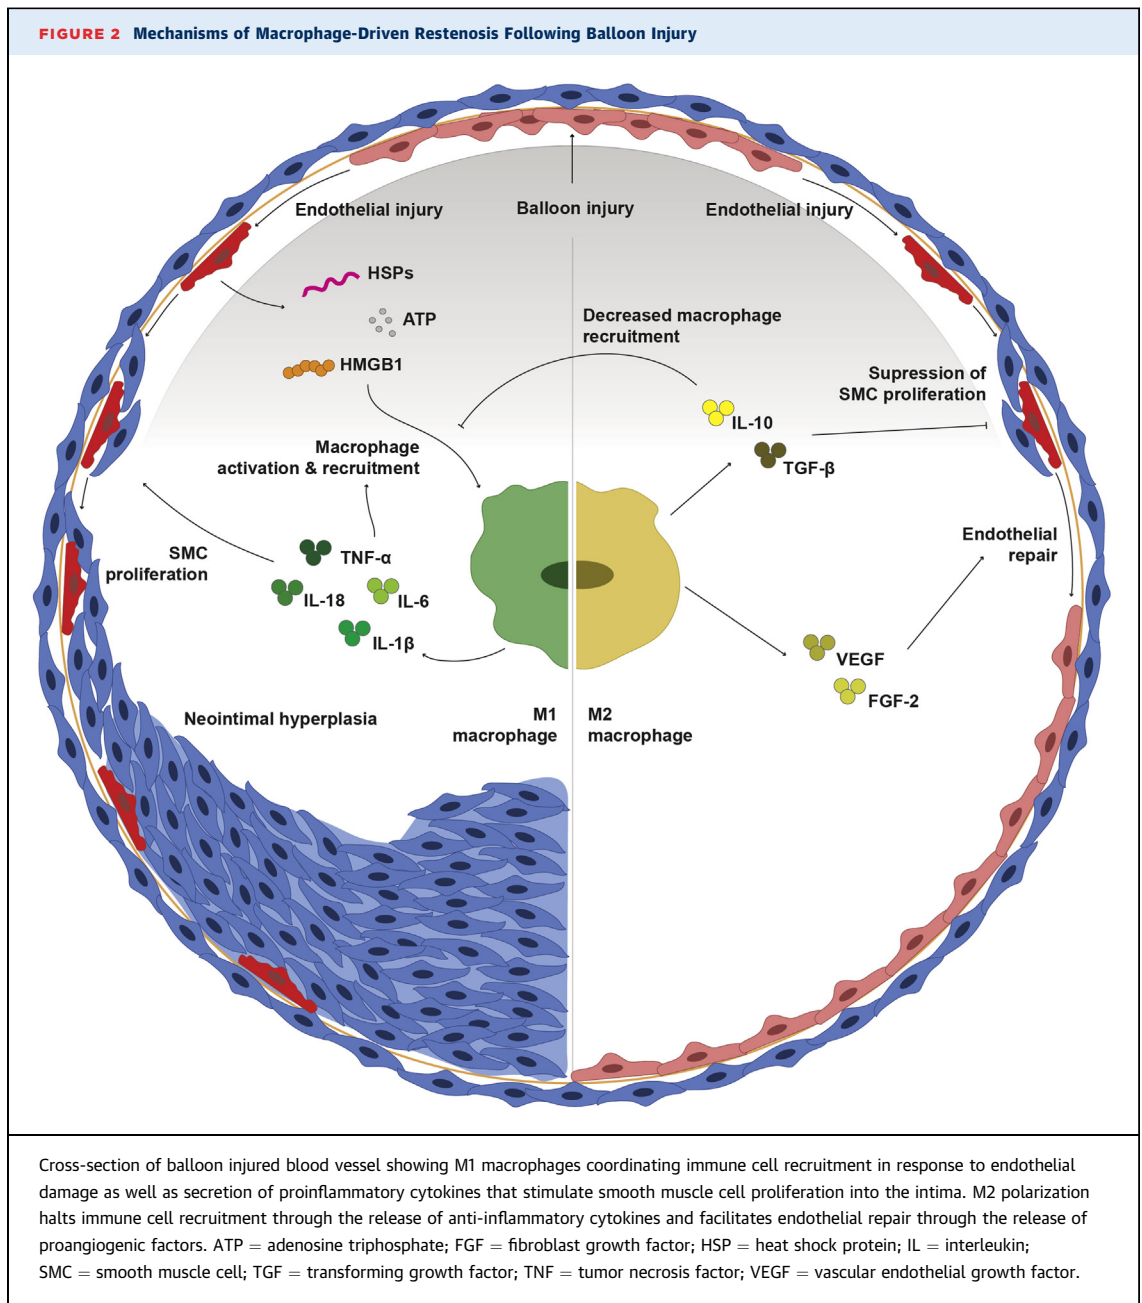 FIGURE 2 Mechanisms of Macrophage-Driven Restenosis Following Balloon Injury
Endothelial injury
Balloon injury
Endothelial injury
HSPs
ATP
HMGB1
Decreased macrophage
recruitment
Supression of
SMC proliferation
IL-10
TGF-β
Macrophage
activation & recruitment
SMC
proliferation
TNF-α
IL-18
IL-6
IL-1β
Endothelial
repair
VEGF
FGF-2
Neointimal hyperplasia
M1
macrophage
M2
macrophage
Cross-section of balloon injured blood vessel showing M1 macrophages coordinating immune cell recruitment in response to endothelial
damage as well as secretion of proinflammatory cytokines that stimulate smooth muscle cell proliferation into the intima. M2 polarization
halts immune cell recruitment through the release of anti-inflammatory cytokines and facilitates endothelial repair through the release of
proangiogenic factors. ATP = adenosine triphosphate; FGF = fibroblast growth factor; HSP = heat shock protein; IL = interleukin;
SMC = smooth muscle cell; TGF = transforming growth factor; TNF = tumor necrosis factor; VEGF = vascular endothelial growth factor.